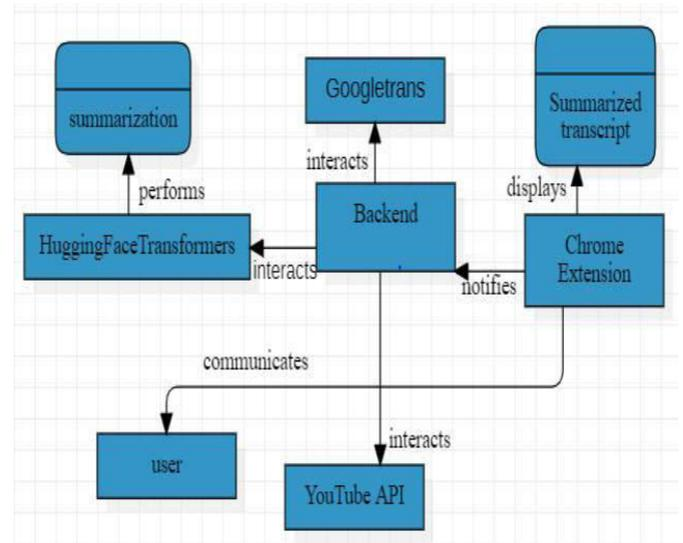 Googletrans
summarization
Summarized
transcript
interacts
performs
displays
Backend
HuggingFaceTransformers
Chrome
Extension
interacts
notifies
communicates
interacts
user
YouTube API